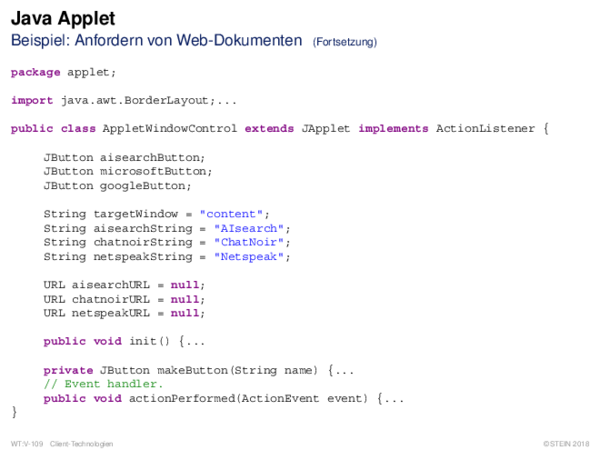 Java Applet
Beispiel: Anfordern von Web-Dokumenten (Fortsetzung)
package applet;
import java.awt.BorderLayout;...
public class AppletWindowControl extends JApplet implements ActionListener {
JButton aisearchButton;
JButton microsoftButton;
JButton googleButton;
String targetWindow = "content";
String aisearchString = "AIsearch";
String chatnoirString = "ChatNoir";
String netspeakString = "Netspeak";
URL aisearchURL = null;
URL chatnoirURL = null;
URL netspeakURL = null;
public void init() {...
private JButton makeButton(String name) {...
// Event handler.
public void actionPerformed(ActionEvent event) {...
}
WT:V-109 Client-Technologien ©STEIN 2018